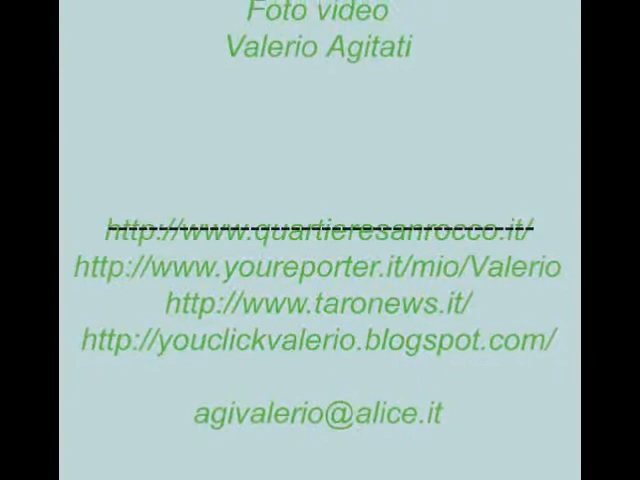 Foto video
Valerio Agitati
http://www.quartieresanrocco.it/
http://www.youreporter.it/mio/Valerio
http://www.taronews.it/
http://youclickvalerio.blogspot.com/
agivalerio@alice.it